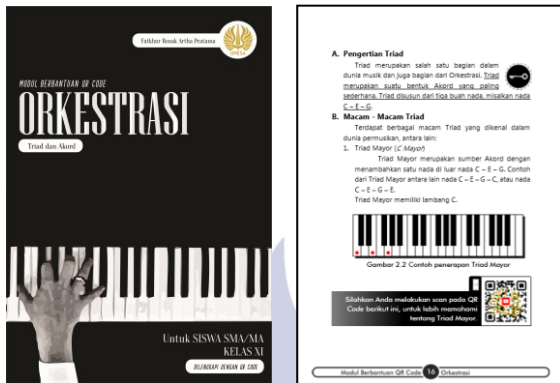 Fatkhur Rozak Artha Pratama
UNESA
MODUL BERBANTUAN QR CODE
ORKESTRASI
Triad dan Akord
Untuk SISWA SMA/MA
KELAS XI
DILENGKAPI DENGAN QR CODE
A. Pengertian Triad
Triad merupakan salah satu bagian dalam
dunia musik dan juga bagian dari Orkestrasi. Triad
merupakan suatu bentuk Akord yang paling
sederhana. Triad disusun dari tiga buah nada, misalkan nada
C – E – G.
B. Macam - Macam Triad
Terdapat berbagai macam Triad yang dikenal dalam
dunia permusikan, antara lain:
1. Triad Mayor (C Mayor)
Triad Mayor merupakan sumber Akord dengan
menambahkan satu nada di luar nada C – E – G. Contoh
dari Triad Mayor antara lain nada C – E – G – C, atau nada
C – E – G – E.
Triad Mayor memiliki lambang C.
Gambar 2.2 Contoh penerapan Triad Mayor
Silahkan Anda melakukan scan pada QR
Code berikut ini, untuk lebih memahami
tentang Triad Mayor.
Modul Berbantuan QR Code 16 Orkestrasi